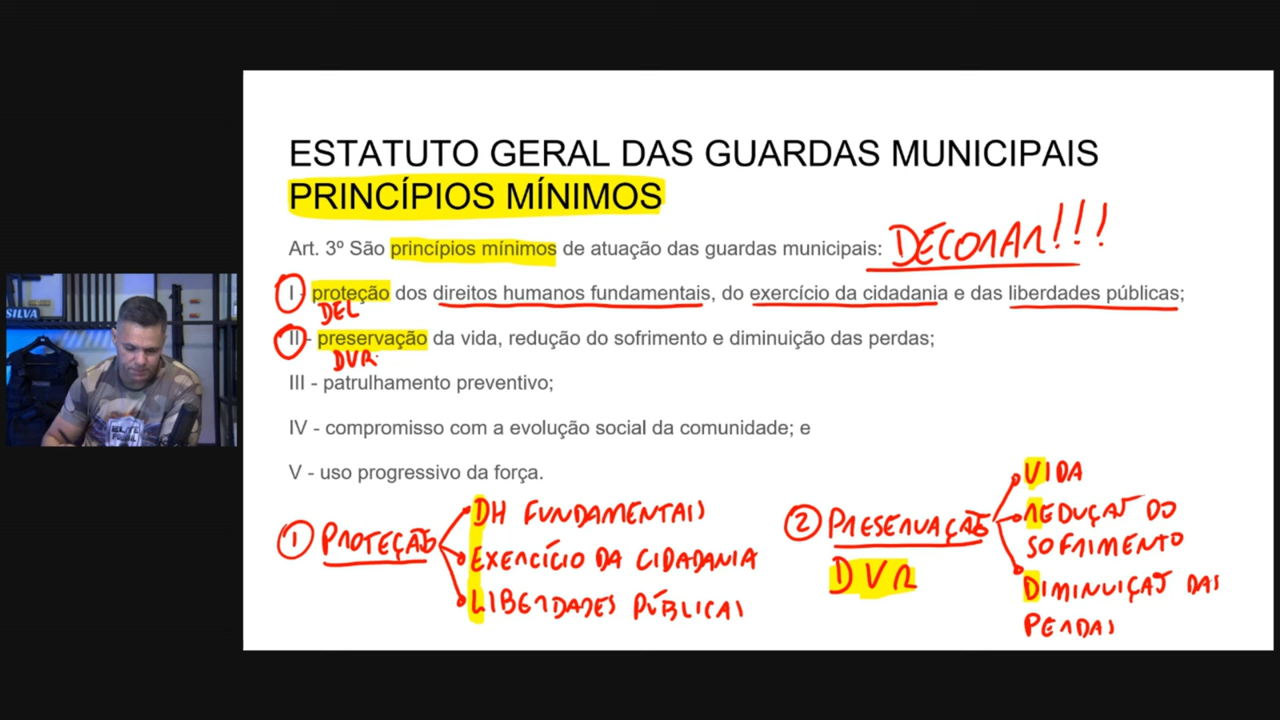 ESTATUTO GERAL DAS GUARDAS MUNICIPAIS
PRINCÍPIOS MÍNIMOS
Art. 3º São princípios mínimos de atuação das guardas municipais: DECORAR!!!
I - proteção dos direitos humanos fundamentais, do exercício da cidadania e das liberdades públicas;
DEL
II - preservação da vida, redução do sofrimento e diminuição das perdas;
DVR
III - patrulhamento preventivo;
IV - compromisso com a evolução social da comunidade; e
V - uso progressivo da força.
1 PROTEÇÃO
DH FUNDAMENTAIS
EXERCÍCIO DA CIDADANIA
LIBERDADES PÚBLICAS
2 PRESERVAÇÃO
DVR
VIDA
REDUÇÃO DO
SOFRIMENTO
DIMINUIÇÃO DAS
PERDAS
SILVA
ELITE